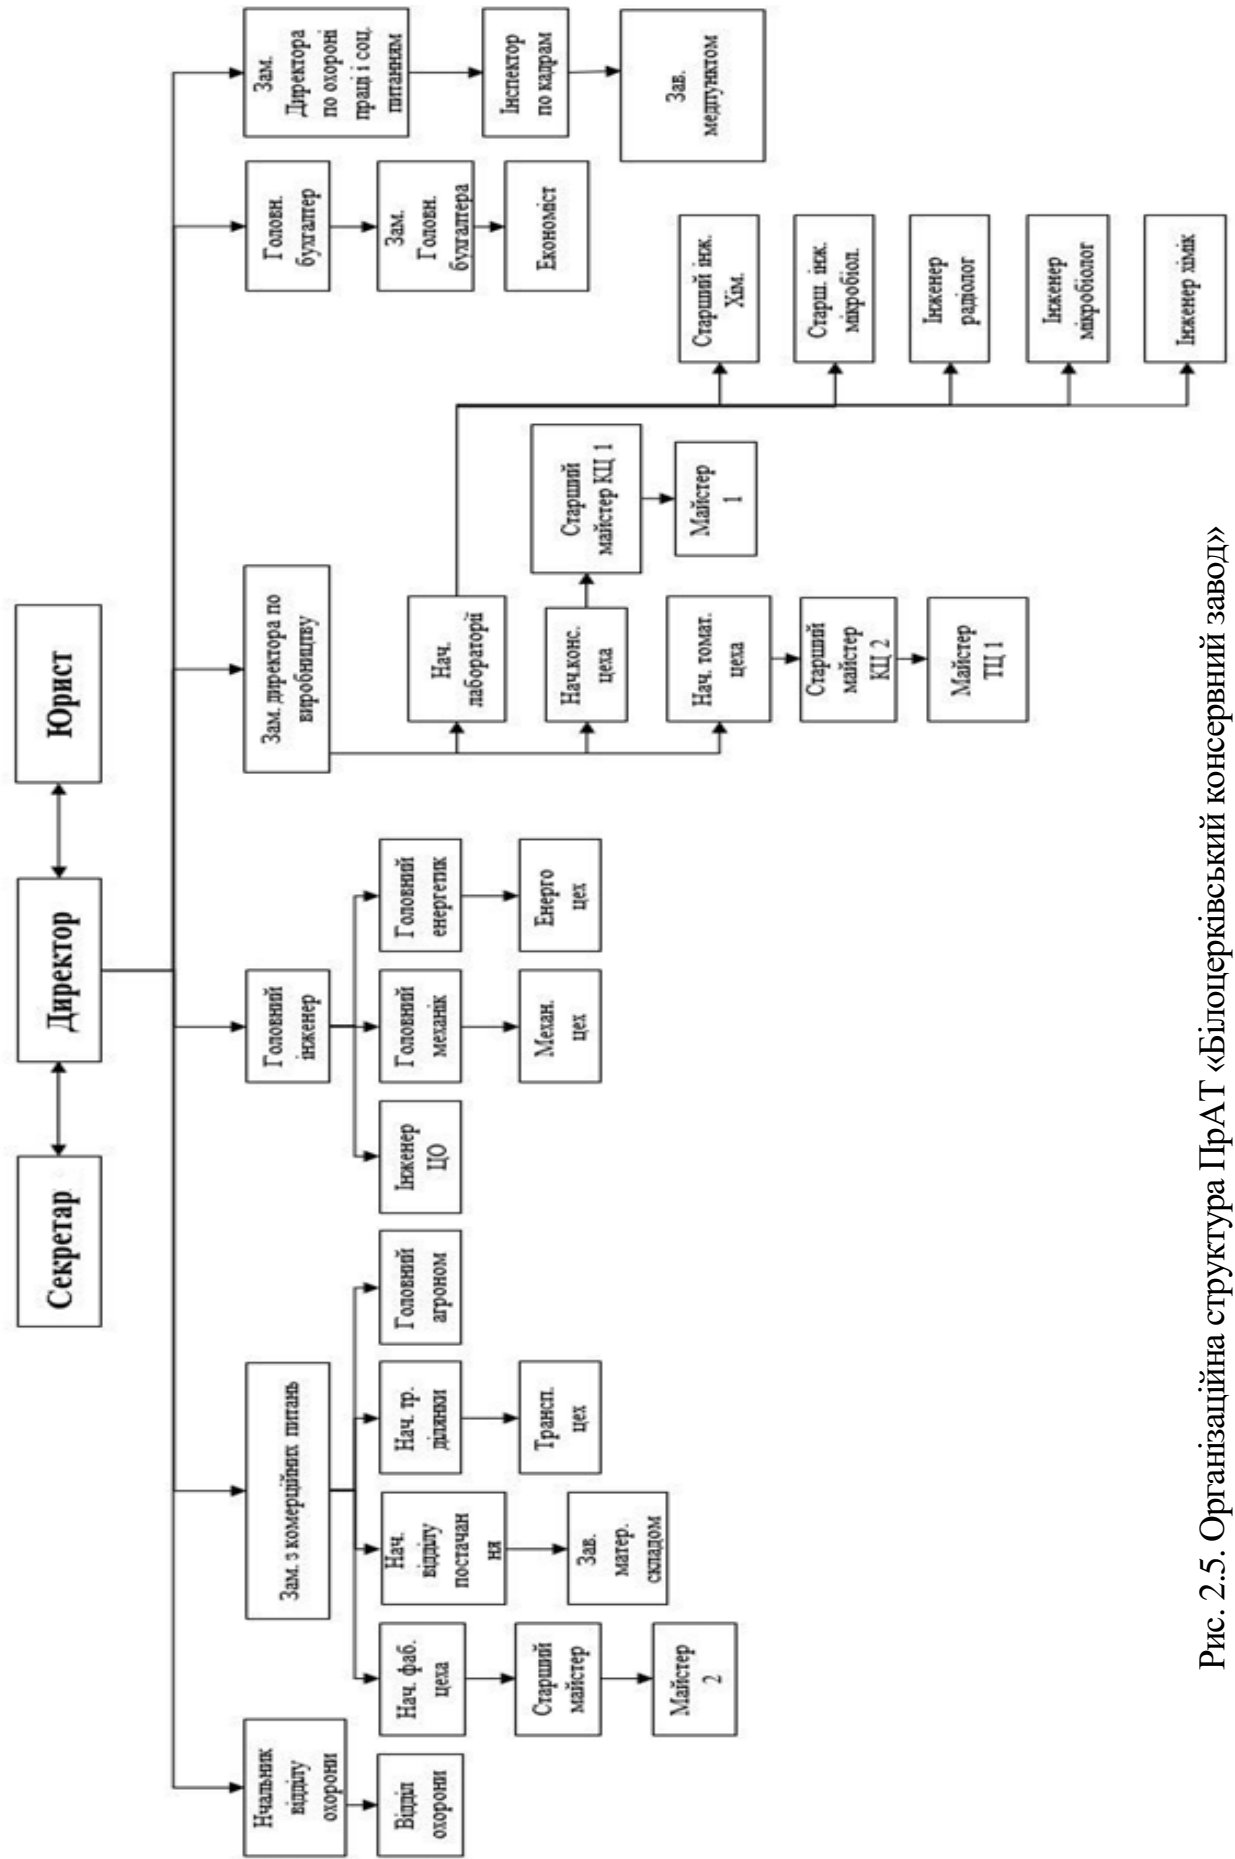 Секретар
Директор
Юрист
Нчальник
відділу
охорони
Зам. з комерційних питань
Головний
інженер
Зам. директора по
виробництву
Головн.
бухгалтер
Зам.
Директора
по охороні
праці і соц.
питанням
Відділ
охорони
Нач. фаб.
цеха
Нач.
відділу
постачан
ня
Нач. тр.
ділянки
Головний
агроном
Інженер
ЦО
Головний
механік
Головний
енергетик
Нач.
лабораторії
Зам.
Головн.
бухгалтера
Інспектор
по кадрам
Старший
майстер
Зав.
матер.
складом
Трансп.
цех
Механ.
цех
Енерго
цех
Нач.конс.
цеха
Старший
майстер КЦ 1
Економіст
Зав.
медпунктом
Майстер
2
Нач. томат.
цеха
Майстер
1
Старший інж.
Хім.
Старший
майстер
КЦ 2
Старш. інж.
мікробіол.
Майстер
ТЦ 1
Інженер
радіолог
Інженер
мікробіолог
Інженер хімік
Рис. 2.5. Організаційна структура ПрАТ «Білоцерківський консервний завод»